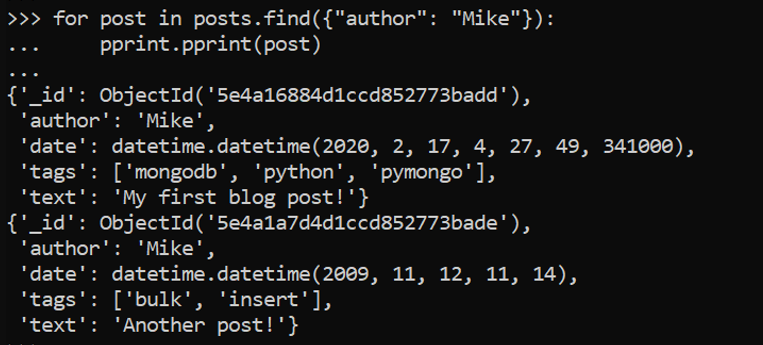 >>> for post in posts.find({"author": "Mike"}):
...     pprint.pprint(post)
...
{'_id': ObjectId('5e4a16884d1ccd852773badd'),
 'author': 'Mike',
 'date': datetime.datetime(2020, 2, 17, 4, 27, 49, 341000),
 'tags': ['mongodb', 'python', 'pymongo'],
 'text': 'My first blog post!'}
{'_id': ObjectId('5e4a1a7d4d1ccd852773bade'),
 'author': 'Mike',
 'date': datetime.datetime(2009, 11, 12, 11, 14),
 'tags': ['bulk', 'insert'],
 'text': 'Another post!'}